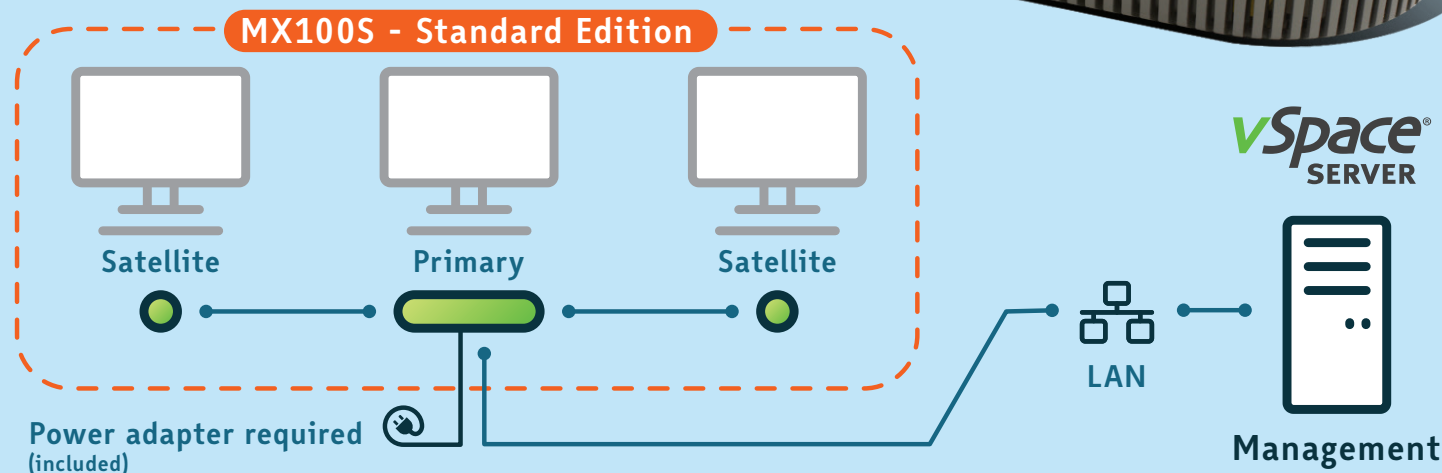 MX100S - Standard Edition
vSpace®
SERVER
Satellite
Primary
Satellite
LAN
Power adapter required
(included)
Management